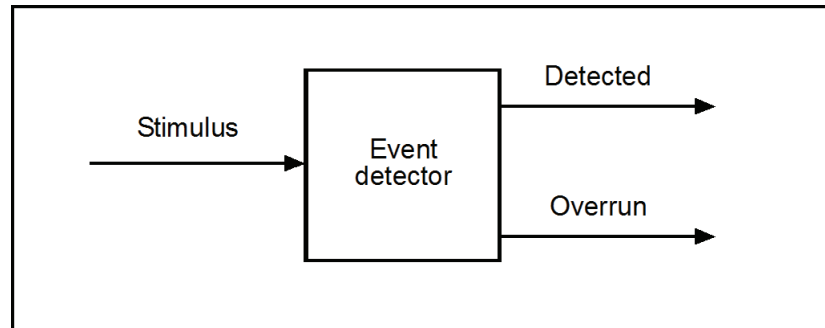 Stimulus
Event
detector
Detected
Overrun